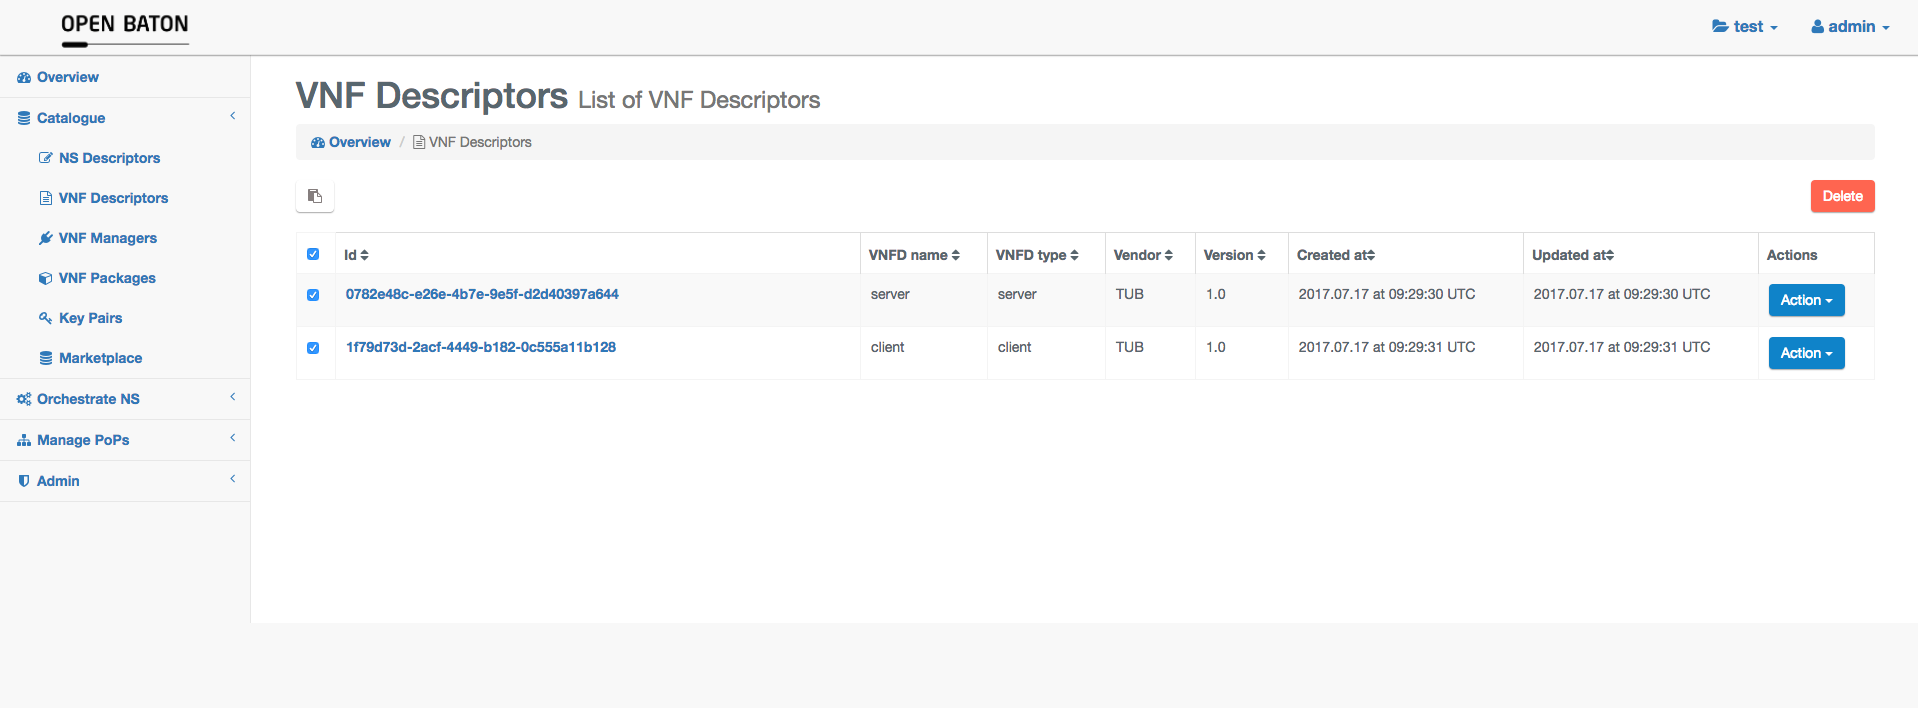 OPEN BATON
test
admin
Overview
Catalogue
NS Descriptors
VNF Descriptors
VNF Managers
VNF Packages
Key Pairs
Marketplace
Orchestrate NS
Manage PoPs
Admin
VNF Descriptors List of VNF Descriptors
Overview / VNF Descriptors
Delete
Id VNFD name VNFD type Vendor Version Created at Updated at Actions
0782e48c-e26e-4b7e-9e5f-d2d40397a644 server server TUB 1.0 2017.07.17 at 09:29:30 UTC 2017.07.17 at 09:29:30 UTC Action
1f79d73d-2acf-4449-b182-0c555a11b128 client client TUB 1.0 2017.07.17 at 09:29:31 UTC 2017.07.17 at 09:29:31 UTC Action